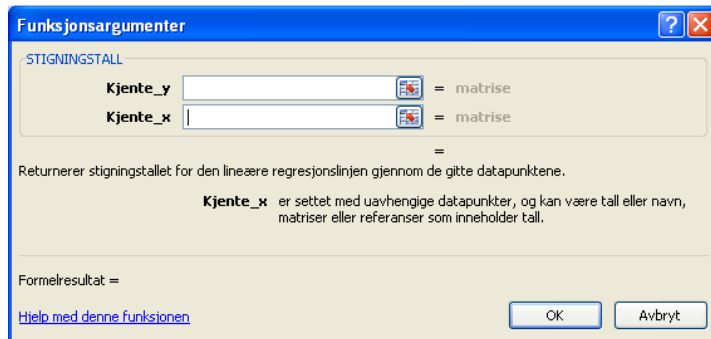 Funksjonsargumenter
STIGNINGSTALL
Kjente_y = matrise
Kjente_x = matrise
=
Returnerer stigningstallet for den lineære regresjonslinjen gjennom de gitte datapunktene.
Kjente_x er settet med uavhengige datapunkter, og kan være tall eller navn,
matriser eller referanser som inneholder tall.
Formelresultat =
Hjelp med denne funksjonen OK Avbryt